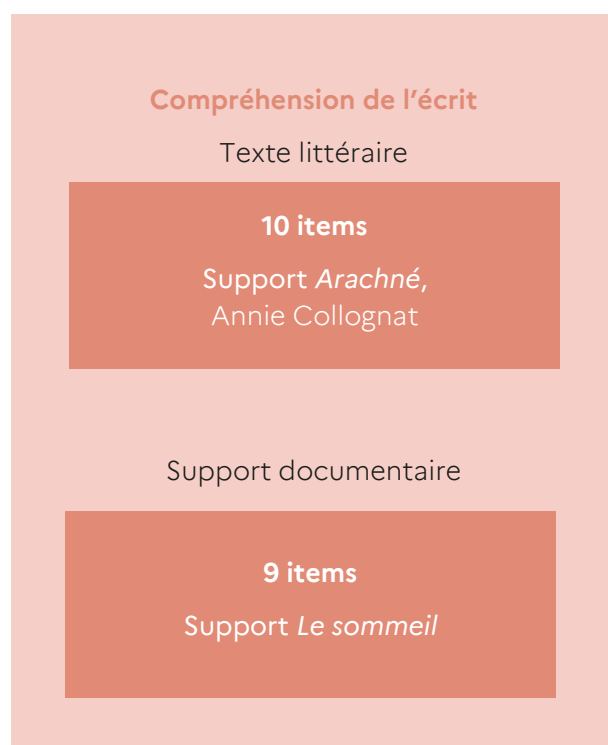 Compréhension de l’écrit
Texte littéraire
10 items
Support Arachné,
Annie Collognat
Support documentaire
9 items
Support Le sommeil